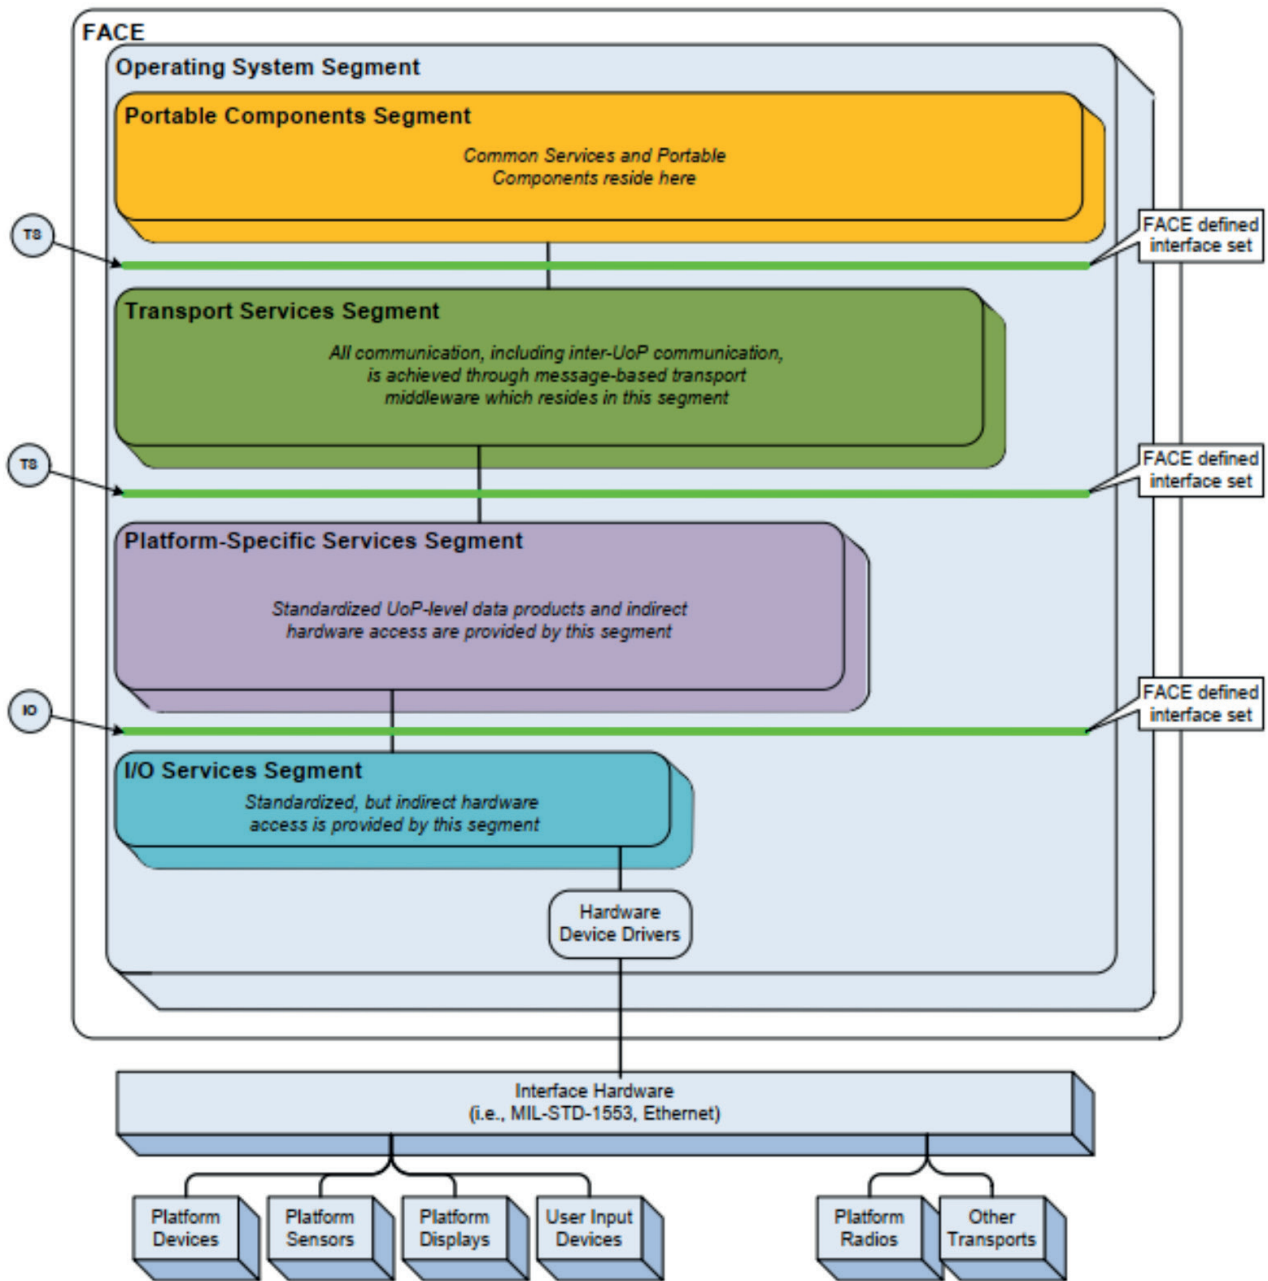 FACE
Operating System Segment
Portable Components Segment
Common Services and Portable
Components reside here
TS
FACE defined
interface set
Transport Services Segment
All communication, including inter-UoP communication,
is achieved through message-based transport
middleware which resides in this segment
TS
FACE defined
interface set
Platform-Specific Services Segment
Standardized UoP-level data products and indirect
hardware access are provided by this segment
IO
FACE defined
interface set
I/O Services Segment
Standardized, but indirect hardware
access is provided by this segment
Hardware
Device Drivers
Interface Hardware
(i.e., MIL-STD-1553, Ethernet)
Platform
Devices
Platform
Sensors
Platform
Displays
User Input
Devices
Platform
Radios
Other
Transports